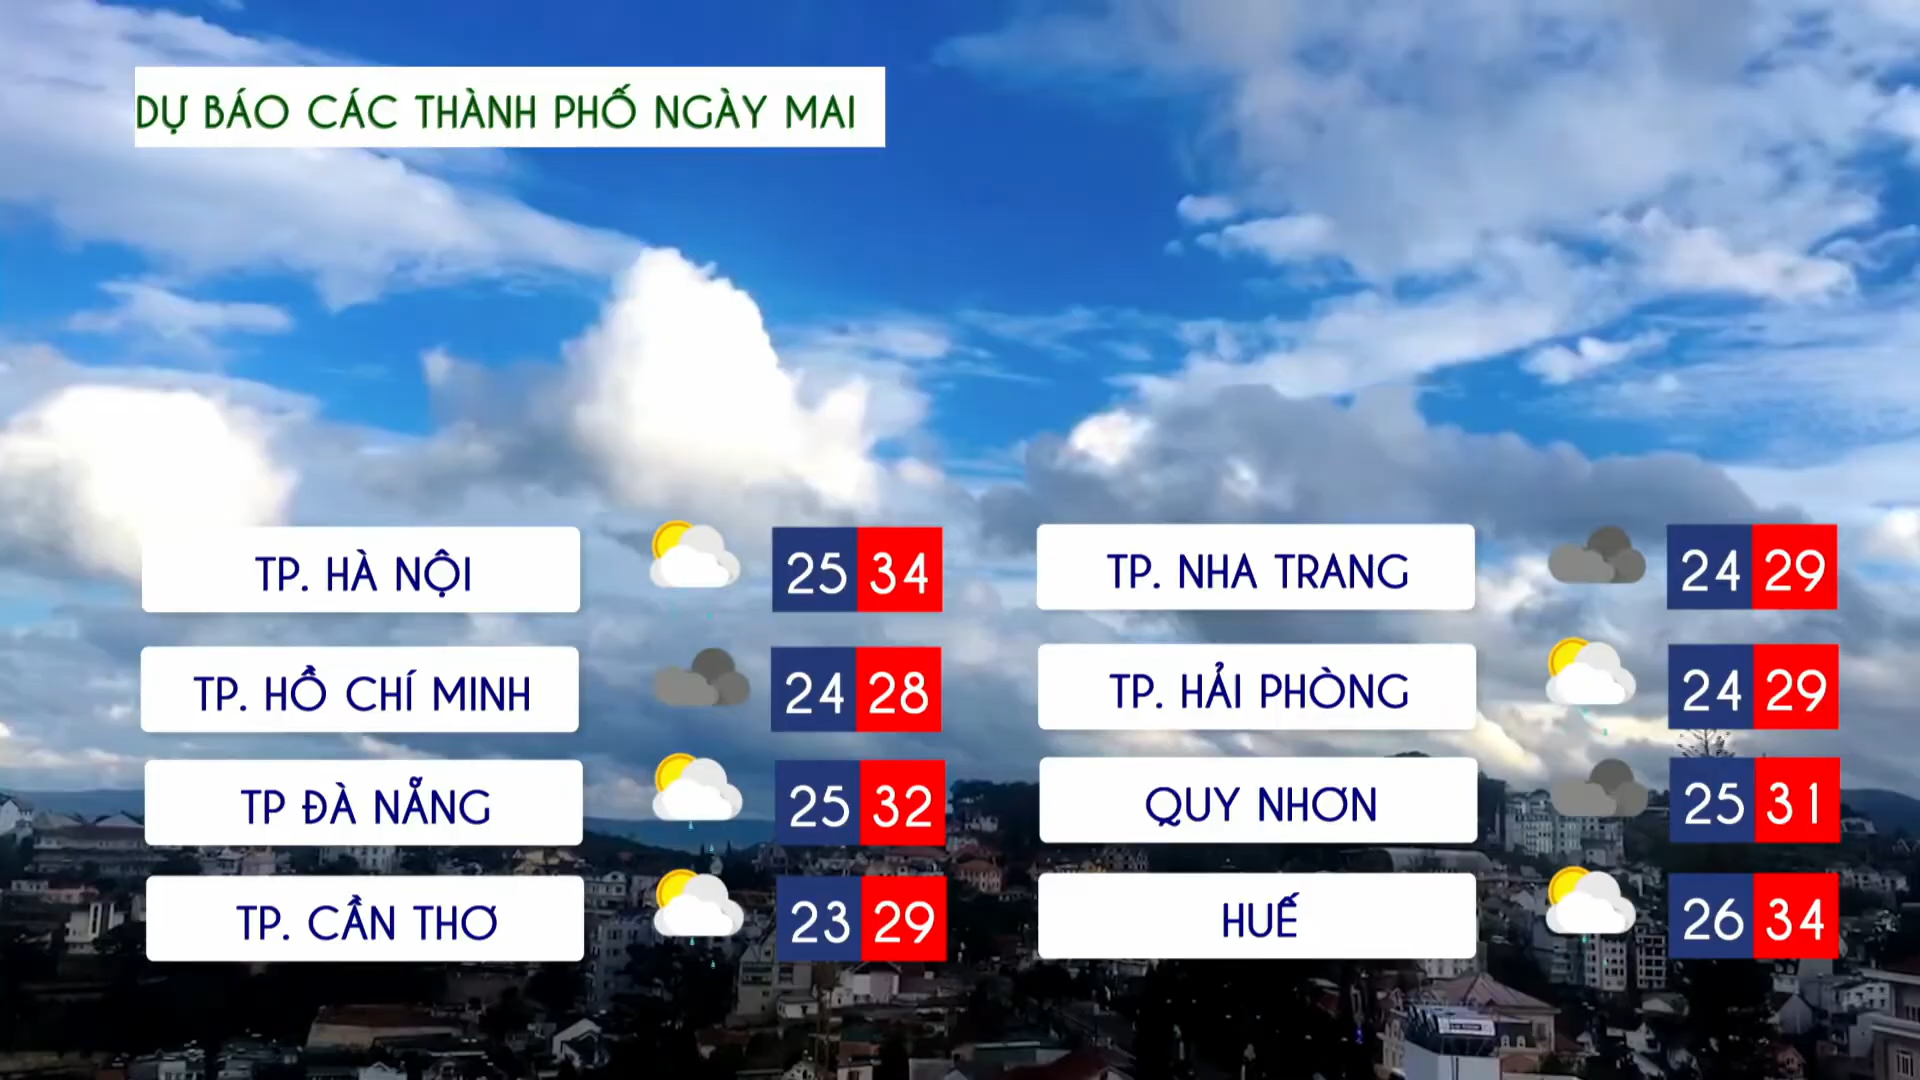 DỰ BÁO CÁC THÀNH PHỐ NGÀY MAI
TP. HÀ NỘI 25 34
TP. HỒ CHÍ MINH 24 28
TP ĐÀ NẴNG 25 32
TP. CẦN THƠ 23 29
TP. NHA TRANG 24 29
TP. HẢI PHÒNG 24 29
QUY NHƠN 25 31
HUẾ 26 34